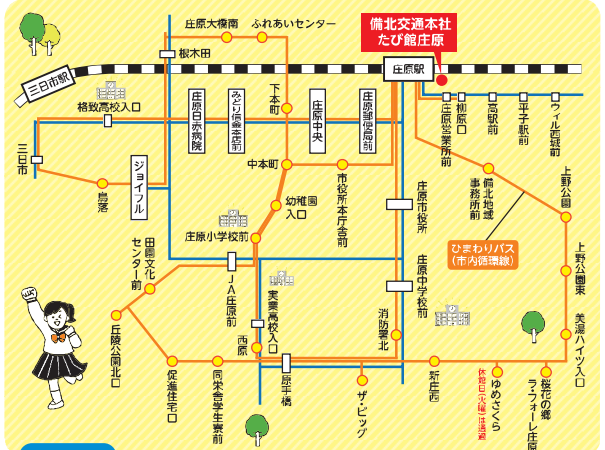 庄原大橋南
ふれあいセンター
備北交通本社
たび館庄原
根木田
三日市駅
庄原駅
格致高校入口
下本町
庄原日赤病院
みどり信金本店前
庄原中央
庄原郵便局前
庄原営業所前
柳原口
高駅前
平子駅前
ウィル西城前
三日市
ジョイフル
中本町
市役所本庁舎前
備北地域
事務所前
上野公園
島落
幼稚園
入口
庄原市役所
庄原小学校前
ひまわりバス
(市内循環線)
上野公園東
田園文化
センター前
JA庄原前
庄原中学校前
実業高校入口
消防署北
美湯ハイツ入口
丘陵公園北口
西原
促進住宅口
同栄舎学生寮前
原手橋
ザ・ビッグ
新庄西
休館日(火曜)は通過
ゆめさくら
桜花の郷
ラ・フォーレ庄原